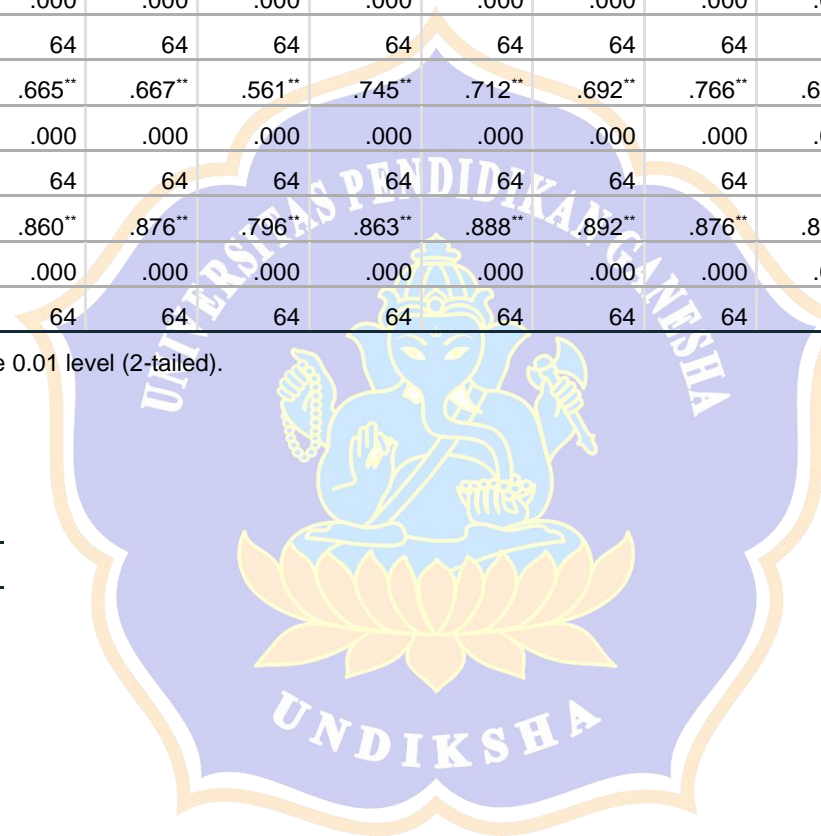 .000 .000 .000 .000 .000 .000 .000
64 64 64 64 64 64 64
.665** .667** .561** .745** .712** .692** .766**
.000 .000 .000 .000 .000 .000 .000
64 64 64 64 64 64 64
.860** .876** .796** .863** .888** .892** .876**
.000 .000 .000 .000 .000 .000 .000
64 64 64 64 64 64 64
0.01 level (2-tailed).
UNIVERSITAS PENDIDIKAN GANESHA
UNDIKSHA